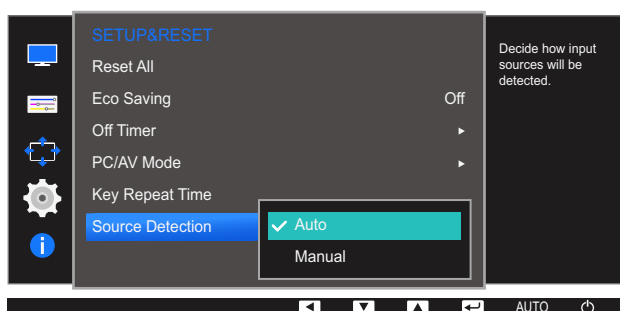 SETUP&RESET
Reset All
Eco Saving Off
Off Timer
PC/AV Mode
Key Repeat Time
Source Detection
Auto
Manual
Decide how input
sources will be
detected.
AUTO